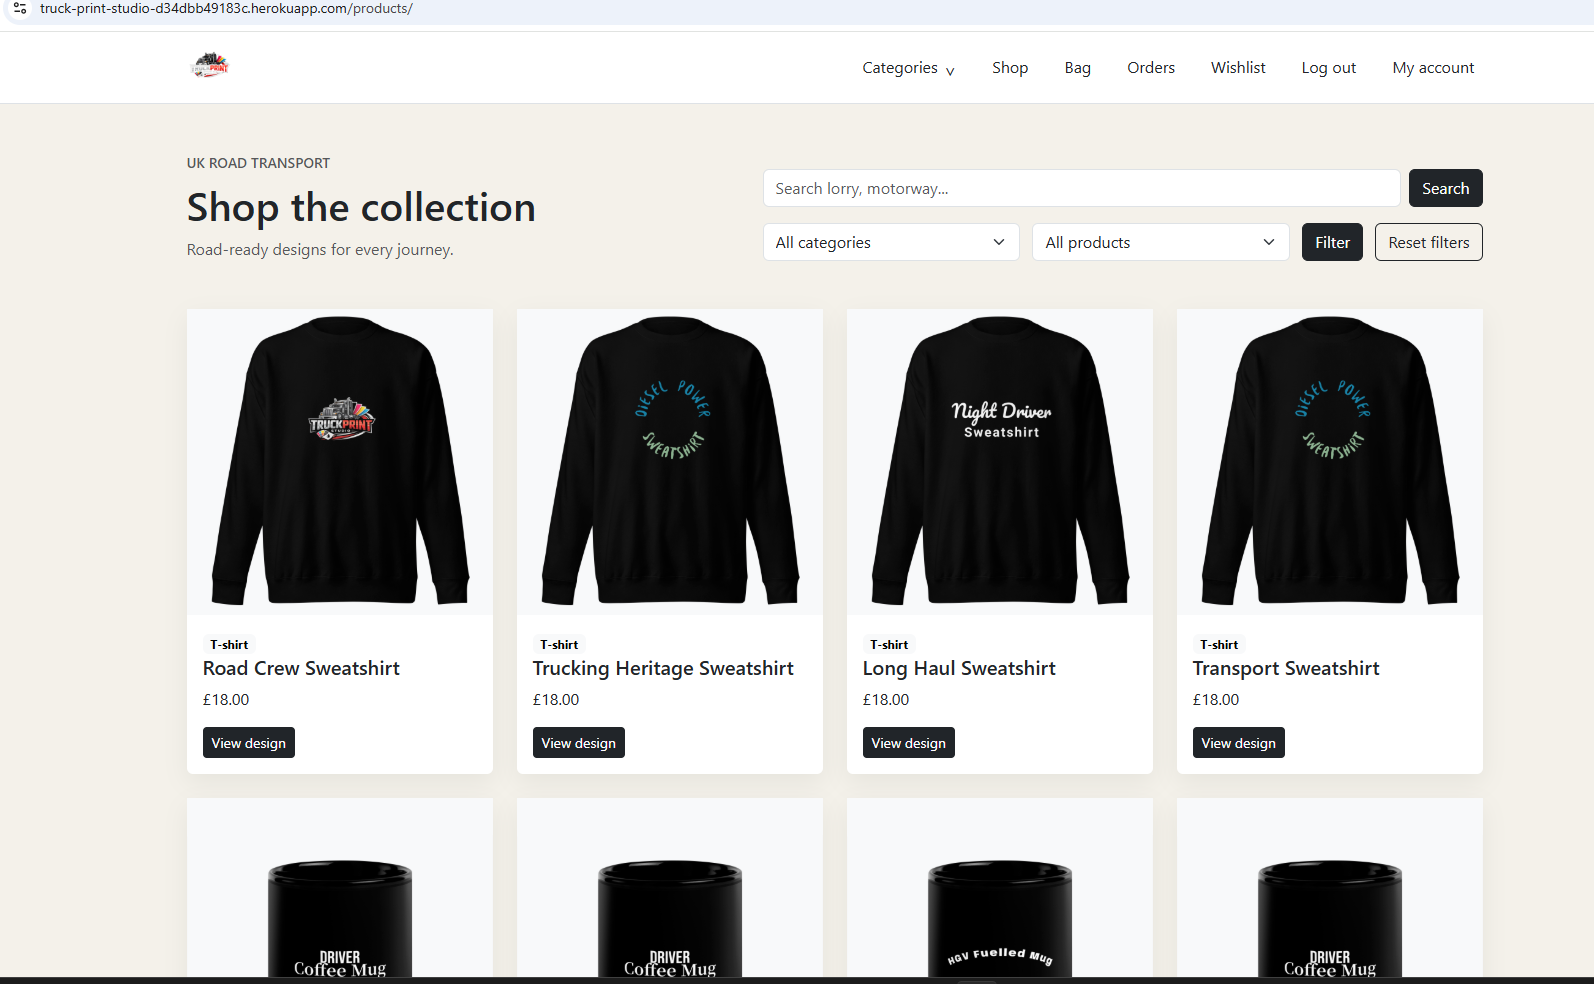 truck-print-studio-d34dbb49183c.herokuapp.com/products/
TRUCKPRINT
Categories
Shop
Bag
Orders
Wishlist
Log out
My account
UK ROAD TRANSPORT
Shop the collection
Road-ready designs for every journey.
Search lorry, motorway...
Search
All categories
All products
Filter
Reset filters
TRUCKPRINT
STUDIO
DIESEL POWER
SWEATSHIRT
Night Driver
Sweatshirt
DIESEL POWER
SWEATSHIRT
T-shirt
Road Crew Sweatshirt
£18.00
View design
T-shirt
Trucking Heritage Sweatshirt
£18.00
View design
T-shirt
Long Haul Sweatshirt
£18.00
View design
T-shirt
Transport Sweatshirt
£18.00
View design
DRIVER
Coffee Mug
DRIVER
Coffee Mug
HGV Fuelled Mug
DRIVER
Coffee Mug